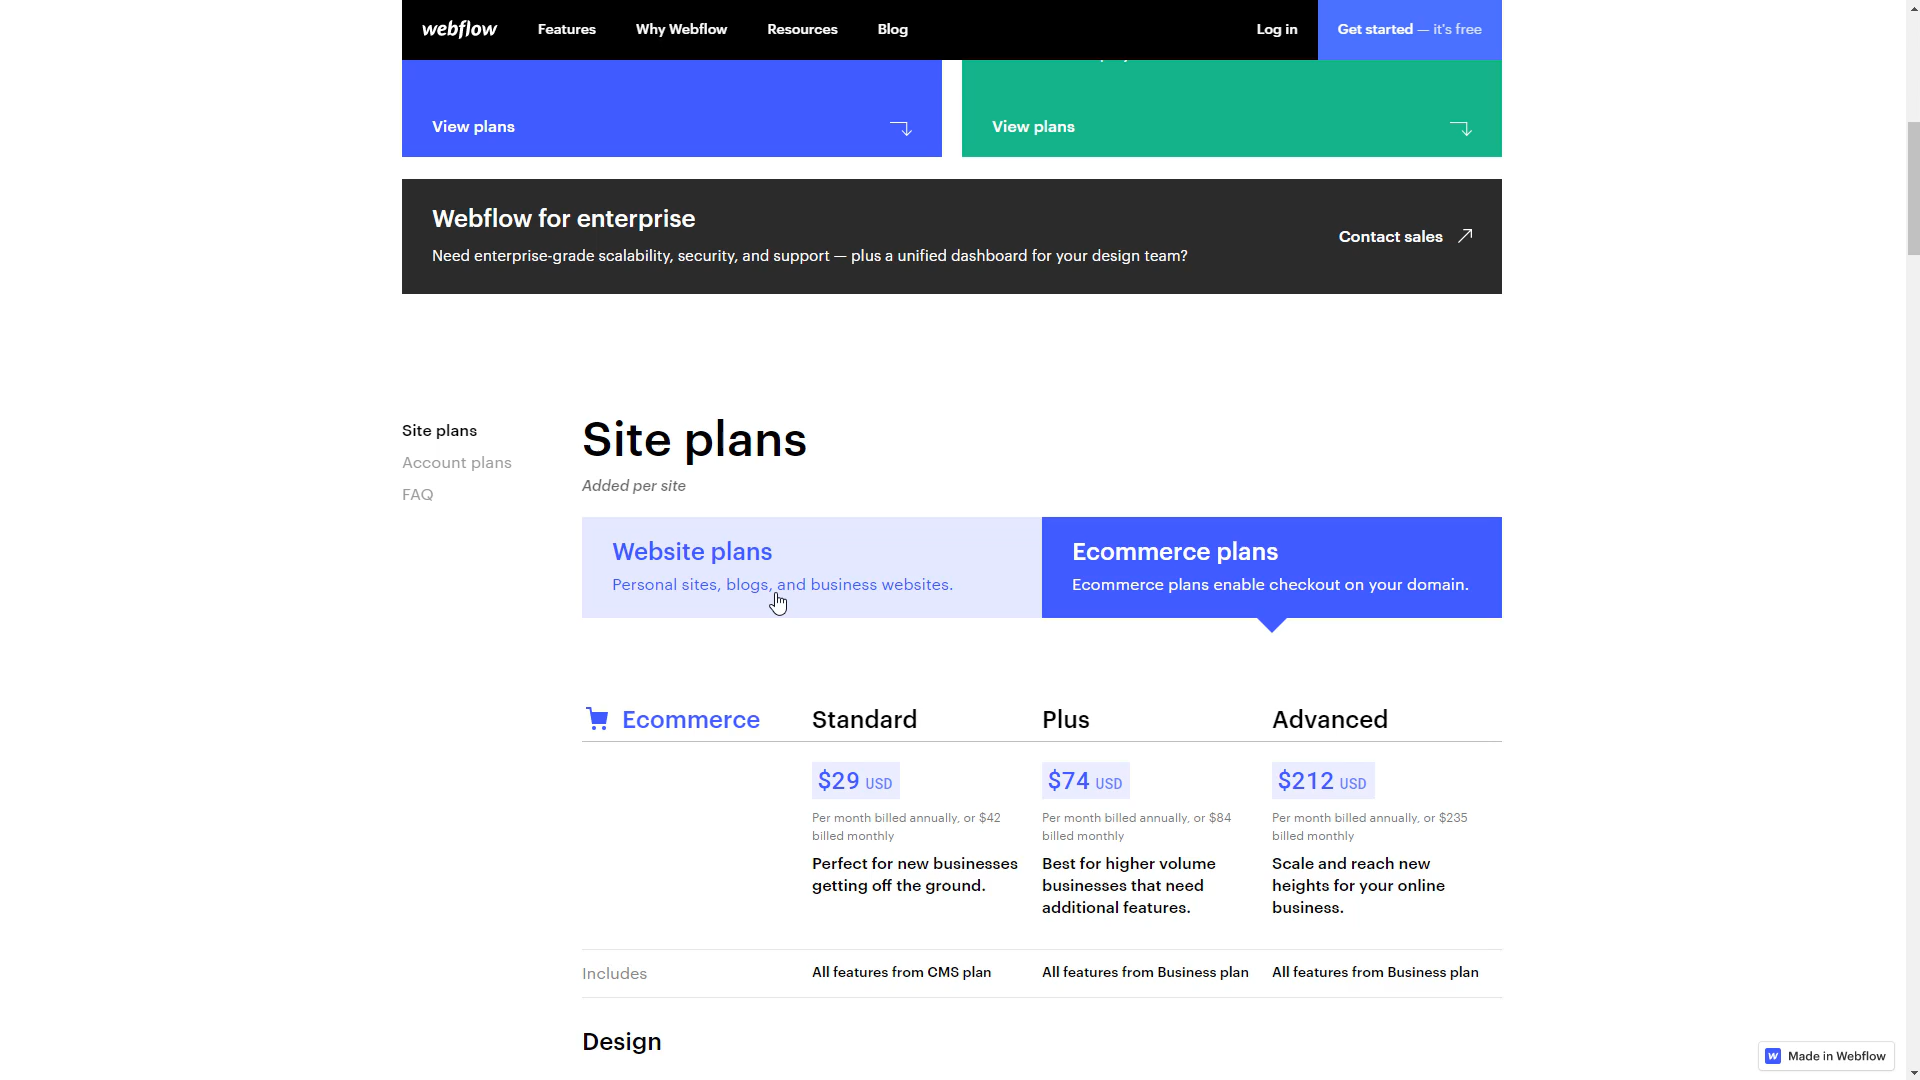 webflow Features Why Webflow Resources Blog Log in Get started — it's free
View plans View plans
Webflow for enterprise
Need enterprise-grade scalability, security, and support — plus a unified dashboard for your design team?
Contact sales
Site plans
Account plans
FAQ
Site plans
Added per site
Website plans
Personal sites, blogs, and business websites.
Ecommerce plans
Ecommerce plans enable checkout on your domain.
Ecommerce Standard Plus Advanced
$29 USD $74 USD $212 USD
Per month billed annually, or $42
billed monthly
Per month billed annually, or $84
billed monthly
Per month billed annually, or $235
billed monthly
Perfect for new businesses
getting off the ground.
Best for higher volume
businesses that need
additional features.
Scale and reach new
heights for your online
business.
Includes All features from CMS plan All features from Business plan All features from Business plan
Design
W Made in Webflow